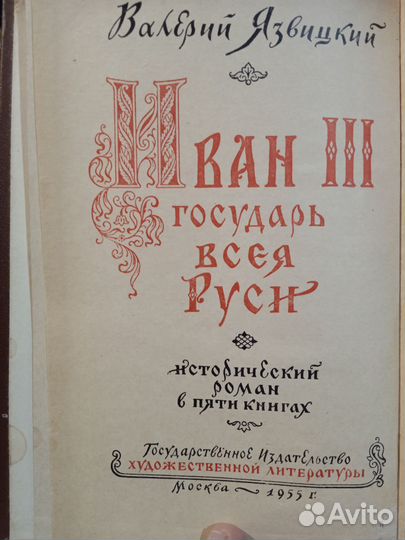 Валерий Язвицкий
Иван III
государь
всея
Руси
исторический
роман
в пяти книгах
Государственное Издательство
художественной литературы
Москва ~ 1955 г.
Avito